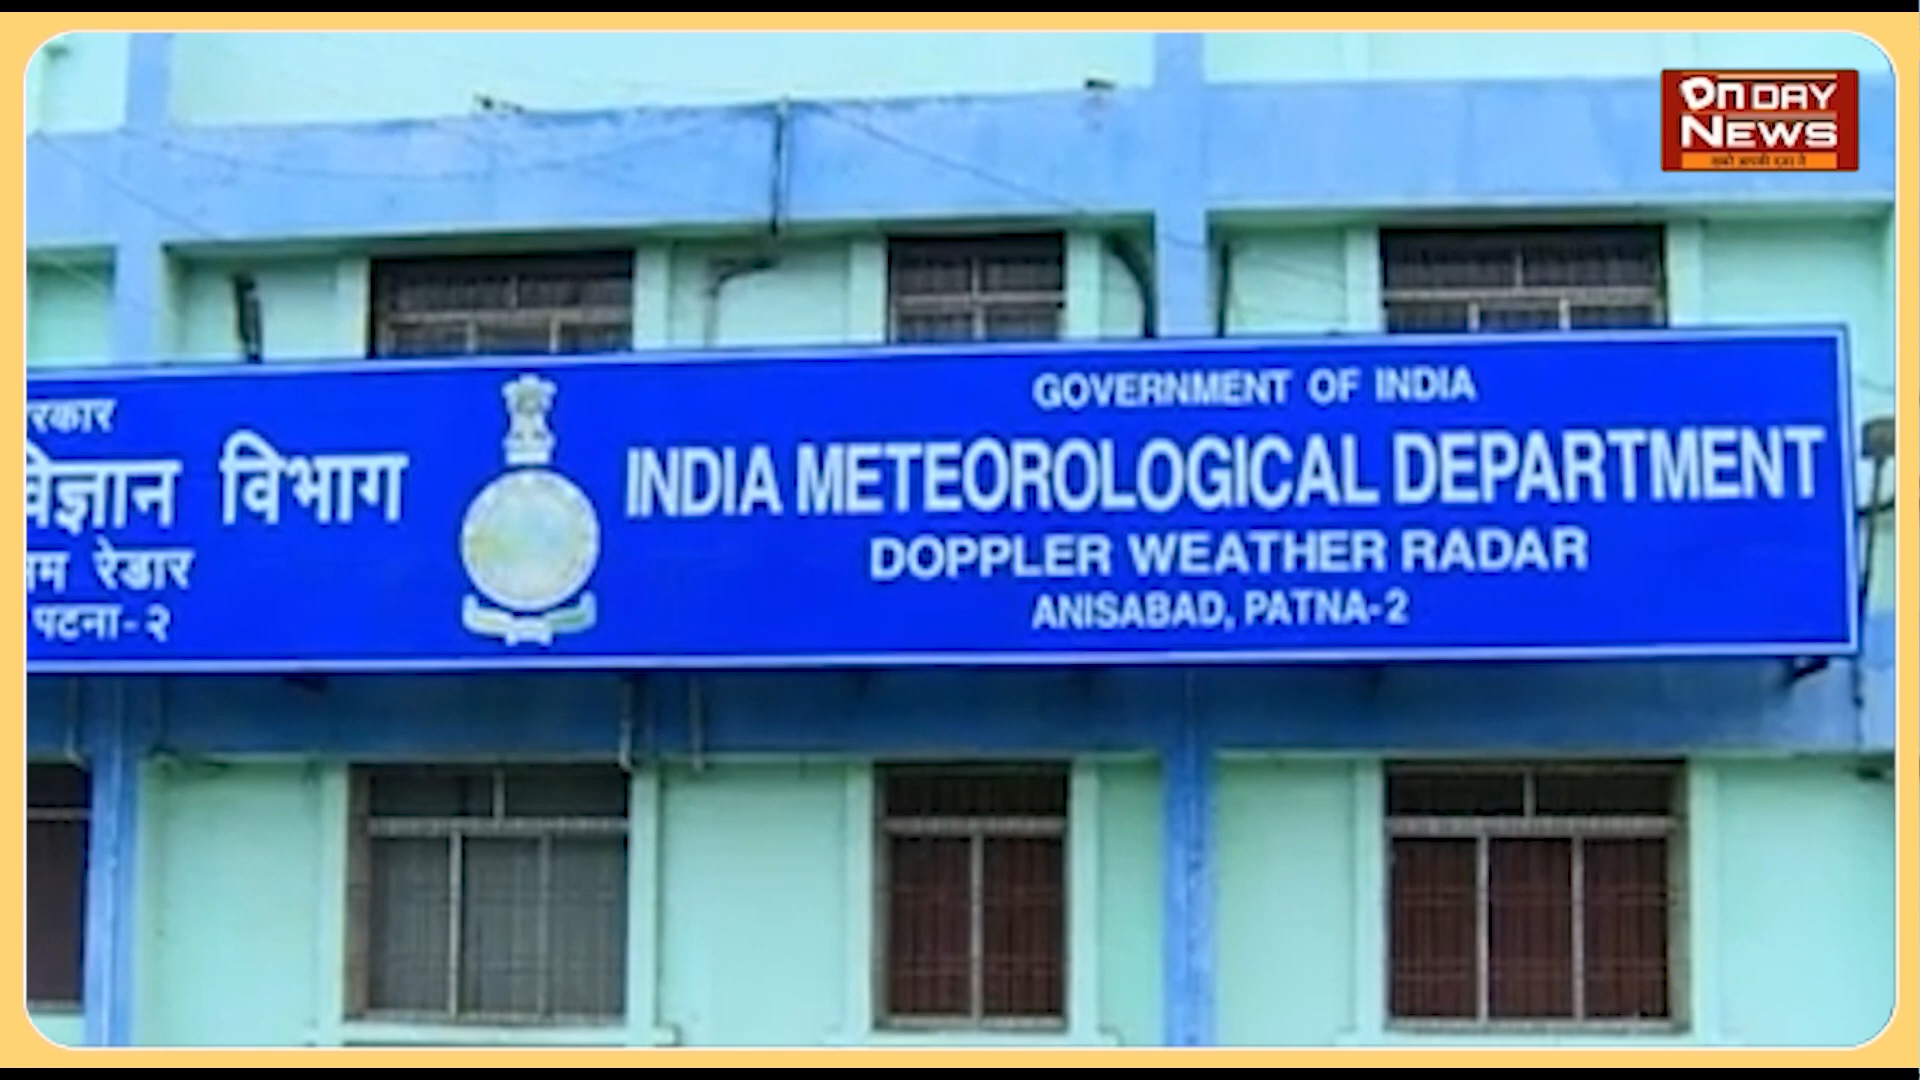 रकार
विज्ञान विभाग
रेडार
पटना-२
GOVERNMENT OF INDIA
INDIA METEOROLOGICAL DEPARTMENT
DOPPLER WEATHER RADAR
ANISABAD, PATNA-2
On DAY
NEWS